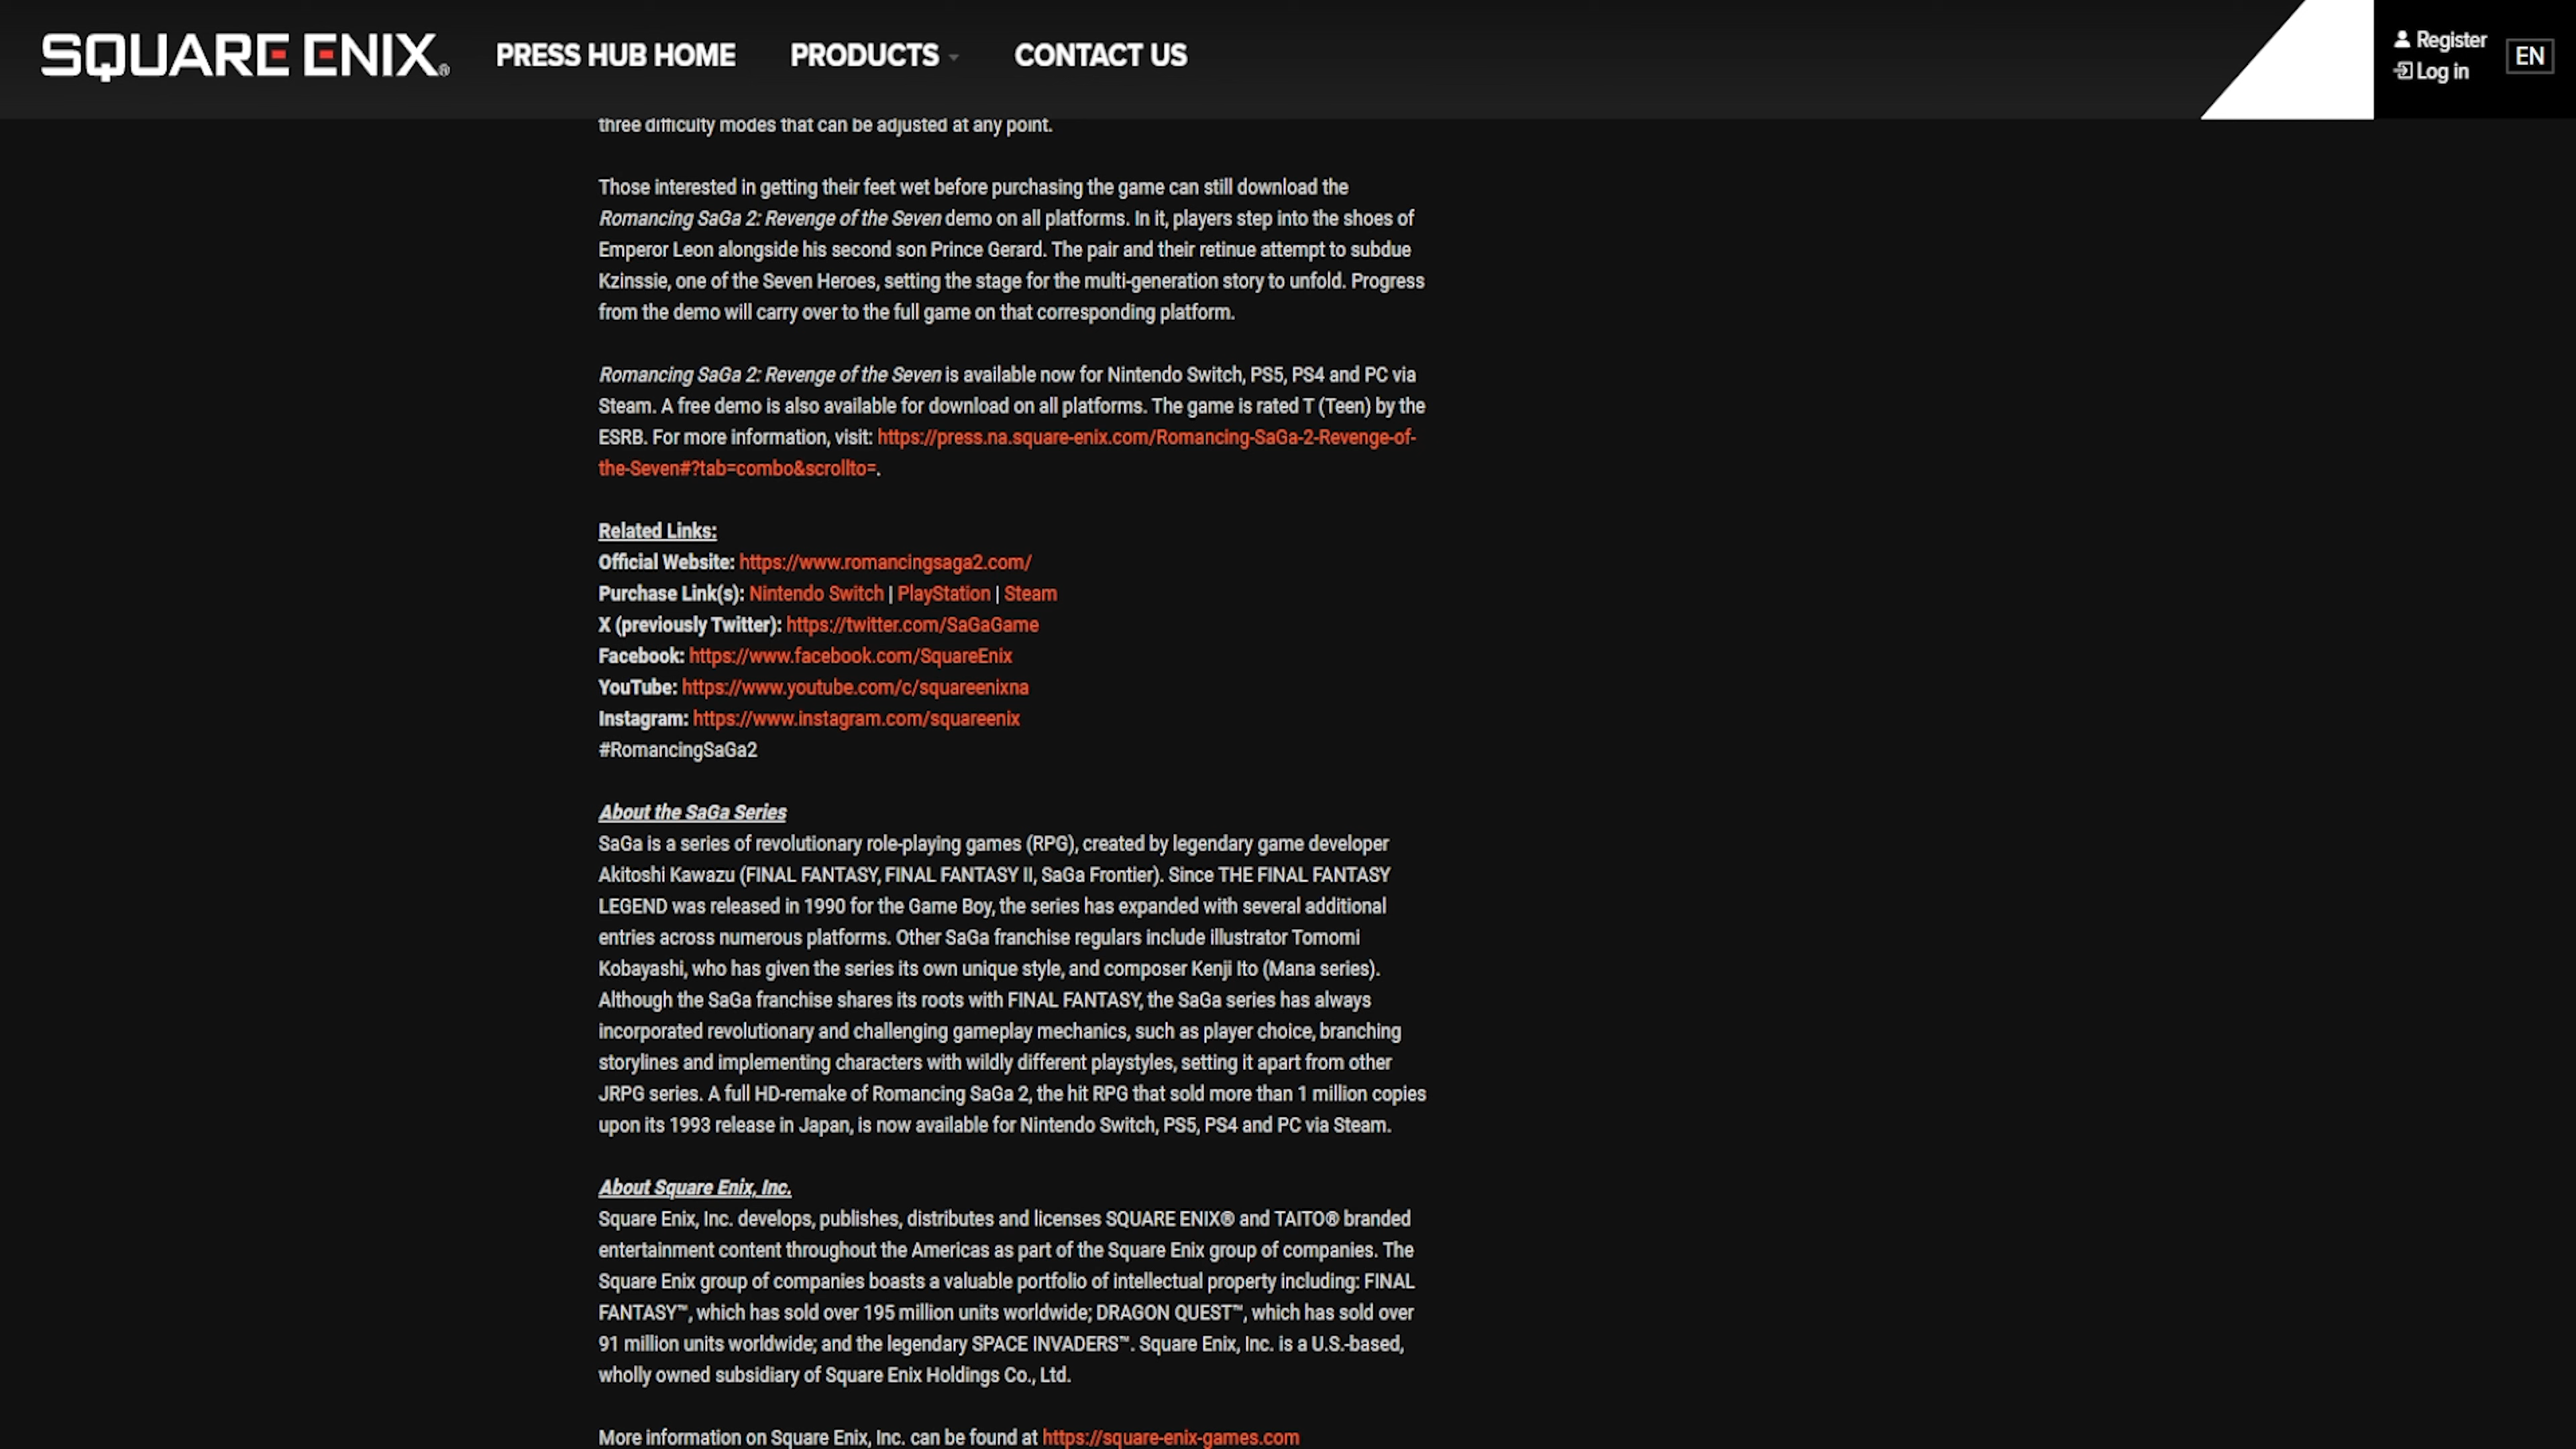 SQUARE ENIX®
PRESS HUB HOME
PRODUCTS
CONTACT US
Register
Log in
EN
three difficulty modes that can be adjusted at any point.
Those interested in getting their feet wet before purchasing the game can still download the
Romancing SaGa 2: Revenge of the Seven demo on all platforms. In it, players step into the shoes of
Emperor Leon alongside his second son Prince Gerard. The pair and their retinue attempt to subdue
Kzinssie, one of the Seven Heroes, setting the stage for the multi-generation story to unfold. Progress
from the demo will carry over to the full game on that corresponding platform.
Romancing SaGa 2: Revenge of the Seven is available now for Nintendo Switch, PS5, PS4 and PC via
Steam. A free demo is also available for download on all platforms. The game is rated T (Teen) by the
ESRB. For more information, visit: https://press.na.square-enix.com/Romancing-SaGa-2-Revenge-of-
the-Seven#?tab=combo&scrollto=.
Related Links:
Official Website: https://www.romancingsaga2.com/
Purchase Link(s): Nintendo Switch | PlayStation | Steam
X (previously Twitter): https://twitter.com/SaGaGame
Facebook: https://www.facebook.com/SquareEnix
YouTube: https://www.youtube.com/c/squareenixna
Instagram: https://www.instagram.com/squareenix
#RomancingSaGa2
About the SaGa Series
SaGa is a series of revolutionary role-playing games (RPG), created by legendary game developer
Akitoshi Kawazu (FINAL FANTASY, FINAL FANTASY II, SaGa Frontier). Since THE FINAL FANTASY
LEGEND was released in 1990 for the Game Boy, the series has expanded with several additional
entries across numerous platforms. Other SaGa franchise regulars include illustrator Tomomi
Kobayashi, who has given the series its own unique style, and composer Kenji Ito (Mana series).
Although the SaGa franchise shares its roots with FINAL FANTASY, the SaGa series has always
incorporated revolutionary and challenging gameplay mechanics, such as player choice, branching
storylines and implementing characters with wildly different playstyles, setting it apart from other
JRPG series. A full HD-remake of Romancing SaGa 2, the hit RPG that sold more than 1 million copies
upon its 1993 release in Japan, is now available for Nintendo Switch, PS5, PS4 and PC via Steam.
About Square Enix, Inc.
Square Enix, Inc. develops, publishes, distributes and licenses SQUARE ENIX® and TAITO® branded
entertainment content throughout the Americas as part of the Square Enix group of companies. The
Square Enix group of companies boasts a valuable portfolio of intellectual property including: FINAL
FANTASY™, which has sold over 195 million units worldwide; DRAGON QUEST™, which has sold over
91 million units worldwide; and the legendary SPACE INVADERS™. Square Enix, Inc. is a U.S.-based,
wholly owned subsidiary of Square Enix Holdings Co., Ltd.
More information on Square Enix, Inc. can be found at https://square-enix-games.com